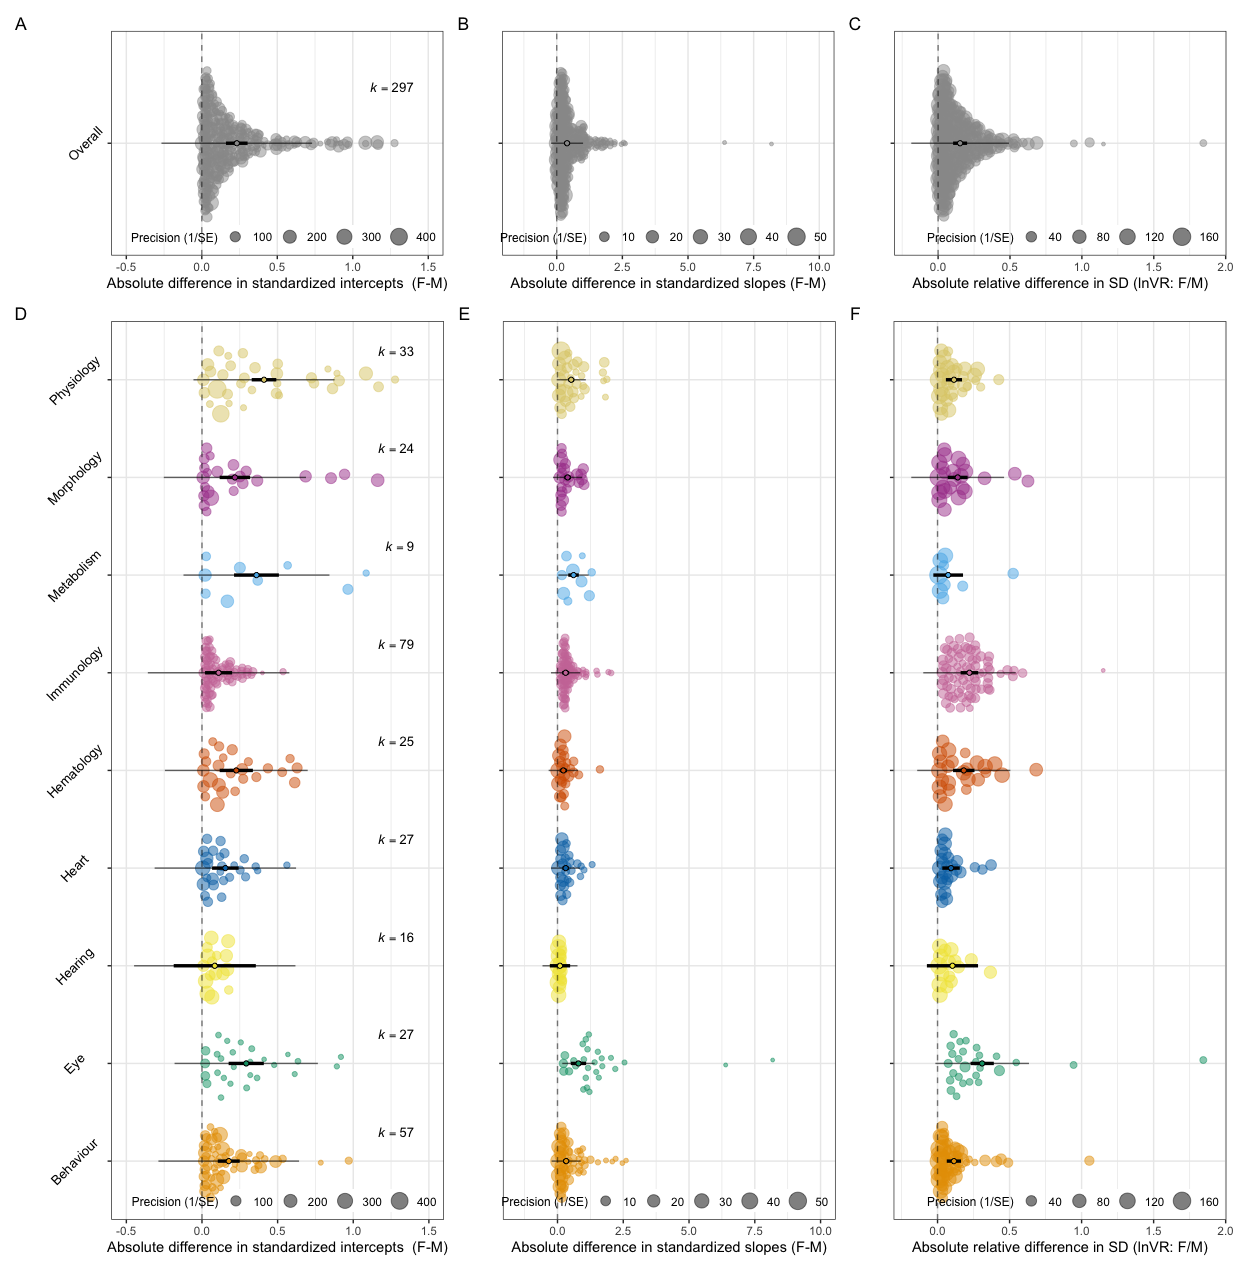 A
B
C
k = 297
Overall
Precision (1/SE) 100 200 300 400
Precision (1/SE) 10 20 30 40 50
Precision (1/SE) 40 80 120 160
-0.5 0.0 0.5 1.0 1.5
0.0 2.5 5.0 7.5 10.0
0.0 0.5 1.0 1.5 2.0
Absolute difference in standardized intercepts (F-M)
Absolute difference in standardized slopes (F-M)
Absolute relative difference in SD (lnVR: F/M)
D
E
F
Physiology
k = 33
Morphology
k = 24
Metabolism
k = 9
Immunology
k = 79
Hematology
k = 25
Heart
k = 27
Hearing
k = 16
Eye
k = 27
Behaviour
k = 57
Precision (1/SE) 100 200 300 400
Precision (1/SE) 10 20 30 40 50
Precision (1/SE) 40 80 120 160
-0.5 0.0 0.5 1.0 1.5
0.0 2.5 5.0 7.5 10.0
0.0 0.5 1.0 1.5 2.0
Absolute difference in standardized intercepts (F-M)
Absolute difference in standardized slopes (F-M)
Absolute relative difference in SD (lnVR: F/M)